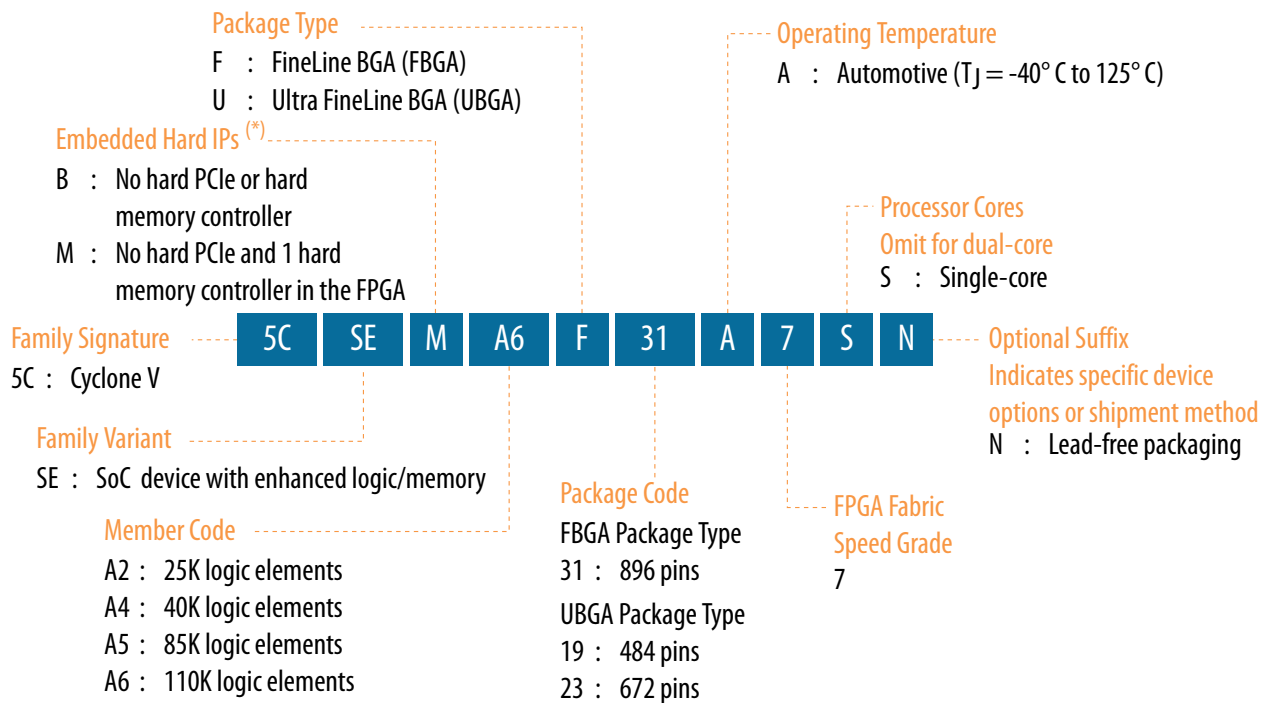 Package Type
F : FineLine BGA (FBGA)
U : Ultra FineLine BGA (UBGA)
Operating Temperature
A : Automotive (TJ = -40° C to 125° C)
Embedded Hard IPs (*)
B : No hard PCIe or hard
memory controller
M : No hard PCIe and 1 hard
memory controller in the FPGA
Processor Cores
Omit for dual-core
S : Single-core
Family Signature
5C : Cyclone V
5C SE M A6 F 31 A 7 S N
Optional Suffix
Indicates specific device
options or shipment method
N : Lead-free packaging
Family Variant
SE : SoC device with enhanced logic/memory
Member Code
A2 : 25K logic elements
A4 : 40K logic elements
A5 : 85K logic elements
A6 : 110K logic elements
Package Code
FBGA Package Type
31 : 896 pins
UBGA Package Type
19 : 484 pins
23 : 672 pins
FPGA Fabric
Speed Grade
7